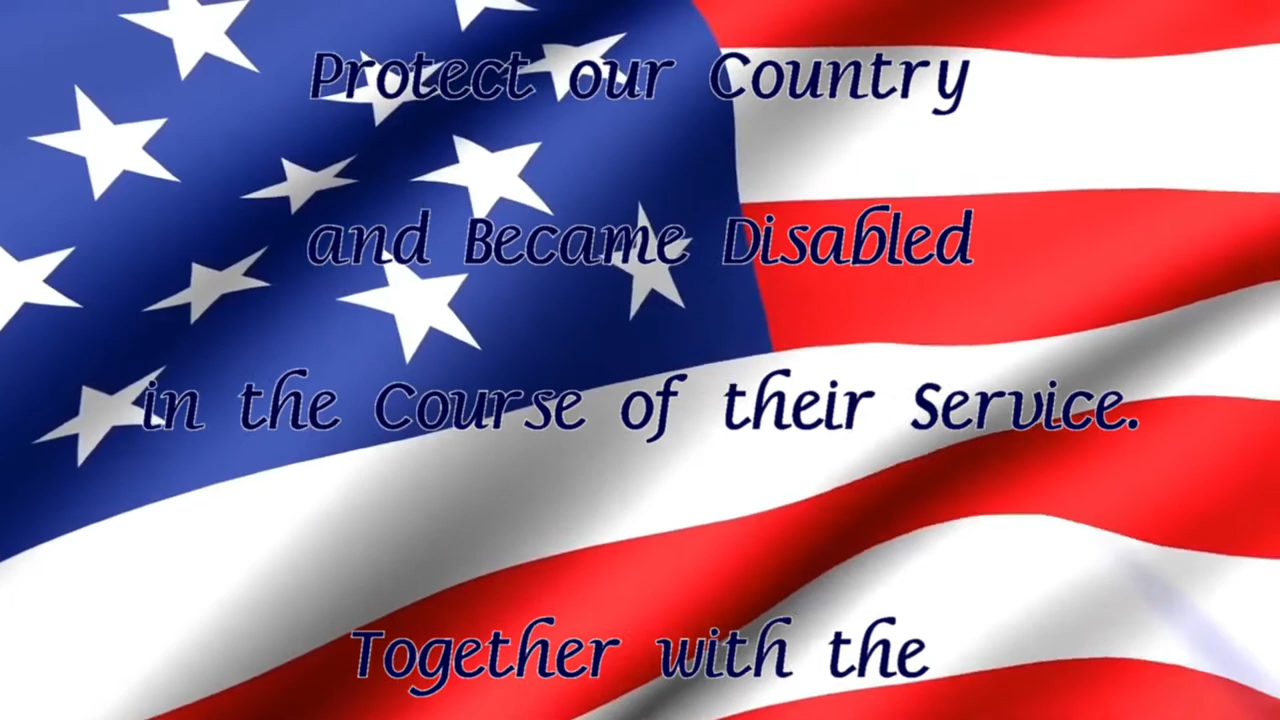 Protect our Country
and Became Disabled
in the Course of their Service.
Together with the